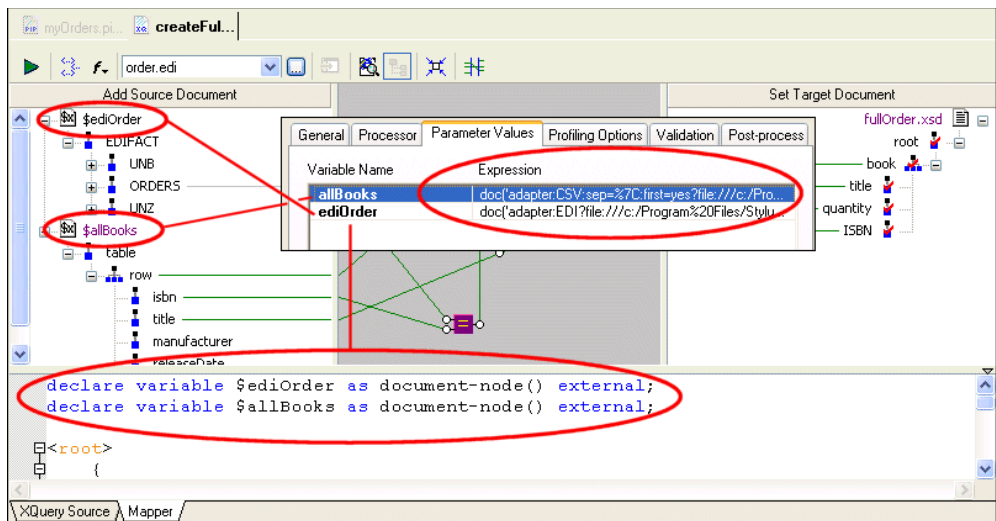 myOrders.pi... createFul...
order.edi
Add Source Document
Set Target Document
$ediOrder
EDIFACT
UNB
ORDERS
UNZ
$allBooks
table
row
isbn
title
manufacturer
releaseDate
General Processor Parameter Values Profiling Options Validation Post-process
Variable Name Expression
allBooks doc('adapter:CSV:sep=%7C:first=yes?file:///c:/Pro...
ediOrder doc('adapter:EDI?file:///c:/Program%20Files/Stylu...
fullOrder.xsd
root
book
title
quantity
ISBN
declare variable $ediOrder as document-node() external;
declare variable $allBooks as document-node() external;
<root>
{
XQuery Source Mapper